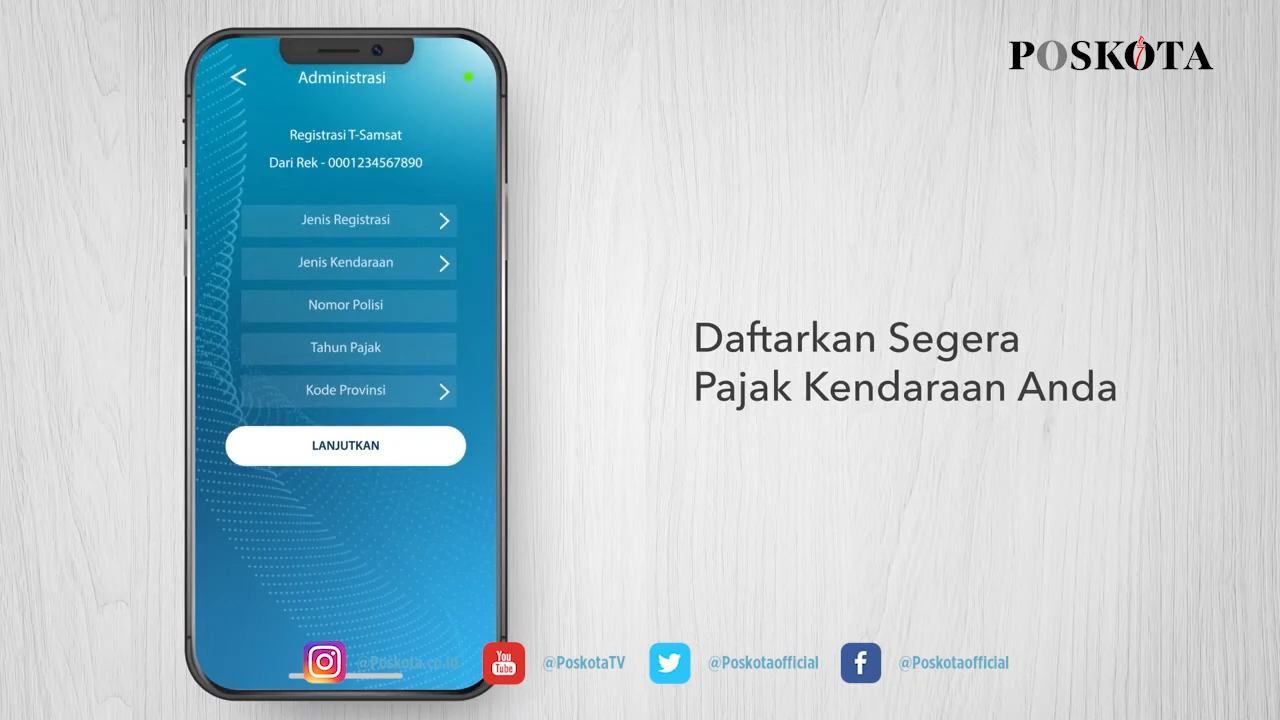 POSKOTA
Administrasi
Registrasi T-Samsat
Dari Rek - 0001234567890
Jenis Registrasi
Jenis Kendaraan
Nomor Polisi
Tahun Pajak
Kode Provinsi
LANJUTKAN
Daftarkan Segera
Pajak Kendaraan Anda
@Poskota.co.id
You
Tube
@PoskotaTV
@Poskotaofficial
@Poskotaofficial